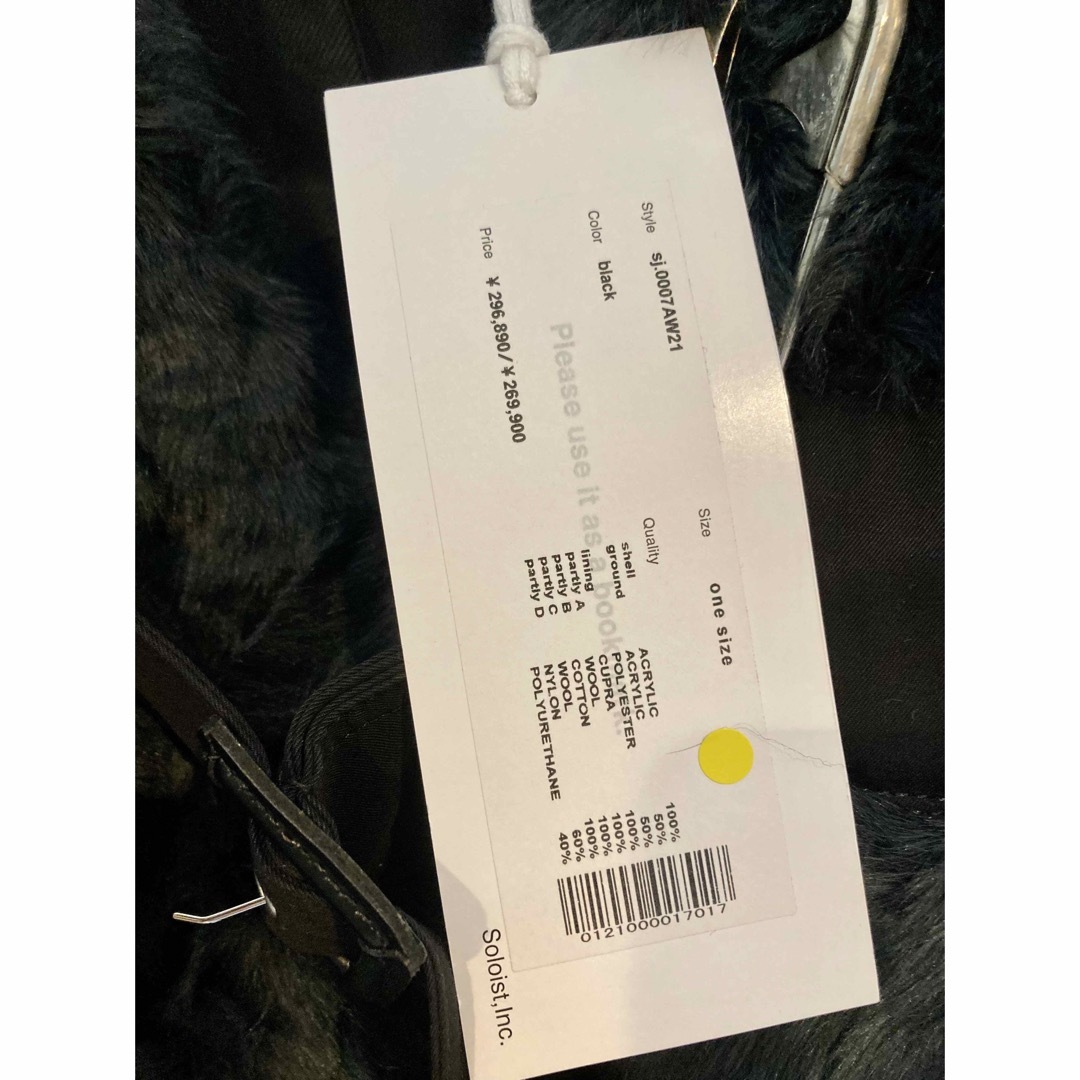 Style sj.0007AW21
Color black
Price ¥ 296,890/¥ 269,900
Please use it as a book
Size one size
Quality
shell ACRYLIC 100%
ground ACRYLIC 50%
POLYESTER 50%
lining CUPRA 100%
partly A WOOL 100%
partly B COTTON 100%
partly C WOOL 100%
partly D NYLON 60%
POLYURETHANE 40%
0121000017017
Soloist,Inc.